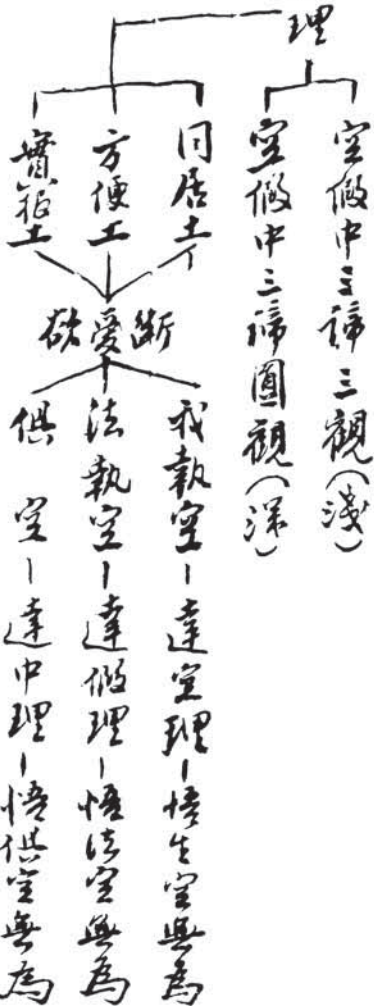 理
空假中三諦三觀（淺）
空假中三諦圓觀（深）
同居土
方便土
實報土
斷愛欲
我執空－達空理－悟生空無為
法執空－達假理－悟法空無為
俱空－達中理－悟俱空無為